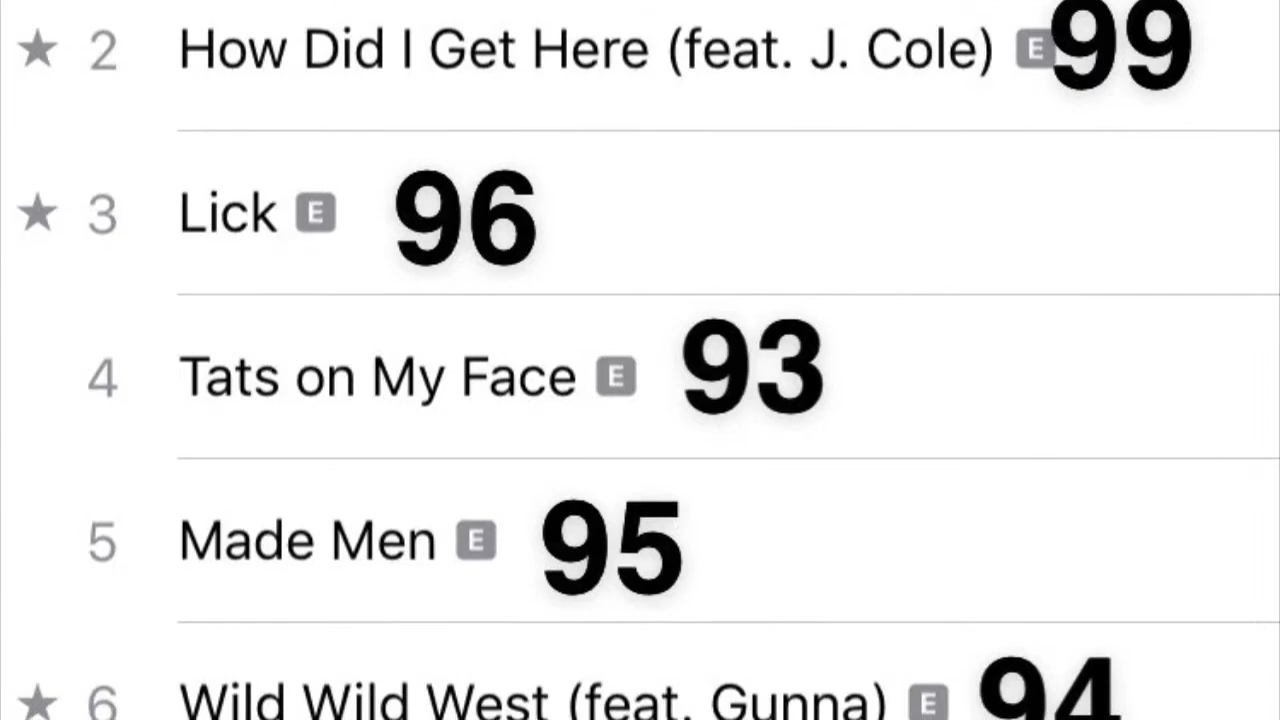 ★ 2 How Did I Get Here (feat. J. Cole) E 99
★ 3 Lick E 96
4 Tats on My Face E 93
5 Made Men E 95
★ 6 Wild Wild West (feat. Gunna) E 94